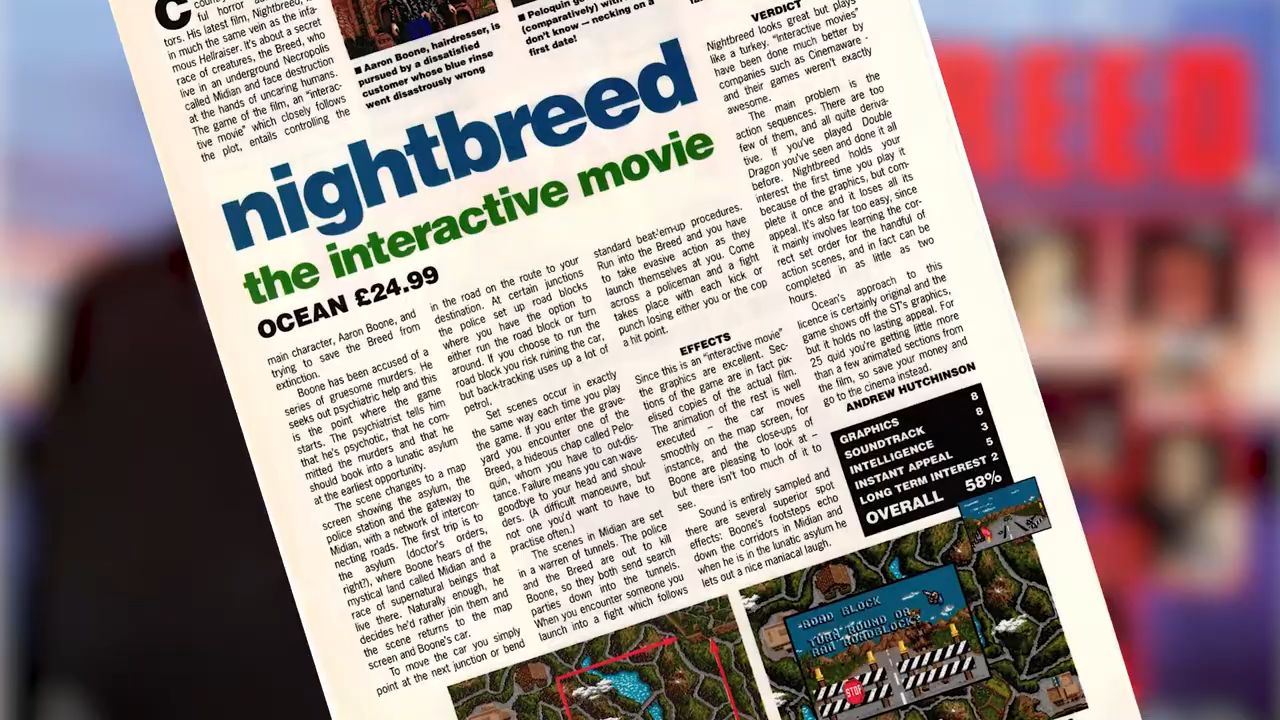 C
ful horror
tors. His latest film, Nightbreed, is
in much the same vein as the infa-
mous Hellraiser. It's about a secret
race of creatures, the Breed, who
live in an underground Necropolis
called Midian and face destruction
at the hands of uncaring humans.
The game of the film, an "interac-
tive movie" which closely follows
the plot, entails controlling the
■ Aaron Boone, hairdresser, is
pursued by a dissatisfied
customer whose blue rinse
went disastrously wrong
■ Peloquin
(comparatively) with
don't know — necking on a
first date!
nightbreed
the interactive movie
OCEAN £24.99
main character, Aaron Boone, and
trying to save the Breed from
extinction.
Boone has been accused of a
series of gruesome murders. He
seeks out psychiatric help and this
is the point where the game
starts. The psychiatrist tells him
that he's psychotic, that he com-
mitted the murders and that he
should book into a lunatic asylum
at the earliest opportunity.
The scene changes to a map
screen showing the asylum, the
police station and the gateway to
Midian, with a network of intercon-
necting roads. The first trip is to
the asylum (doctor's orders,
right?), where Boone hears of the
mystical land called Midian and a
race of supernatural beings that
live there. Naturally enough, he
decides he'd rather join them and
the scene returns to the map
screen and Boone's car.
To move the car you simply
point at the next junction or bend
in the road on the route to your
destination. At certain junctions
the police set up road blocks
where you have the option to
either run the road block or turn
around. If you choose to run the
road block you risk ruining the car,
but back-tracking uses up a lot of
petrol.
Set scenes occur in exactly
the same way each time you play
the game. If you enter the grave-
yard you encounter one of the
Breed, a hideous chap called Pelo-
quin, whom you have to out-dis-
tance. Failure means you can wave
goodbye to your head and shoul-
ders. (A difficult manoeuvre, but
not one you'd want to have to
practise often.)
The scenes in Midian are set
in a warren of tunnels. The police
and the Breed are out to kill
Boone, so they both send search
parties down into the tunnels.
When you encounter someone you
launch into a fight which follows
standard beat'em-up procedures.
Run into the Breed and you have
to take evasive action as they
launch themselves at you. Come
across a policeman and a fight
takes place with each kick or
punch losing either you or the cop
a hit point.
EFFECTS
Since this is an "interactive movie"
the graphics are excellent. Sec-
tions of the game are in fact pix-
elised copies of the actual film.
The animation of the rest is well
executed – the car moves
smoothly on the map screen, for
instance, and the close-ups of
Boone are pleasing to look at –
but there isn't too much of it to
see.
Sound is entirely sampled and
there are several superior spot
effects: Boone's footsteps echo
down the corridors in Midian and
when he is in the lunatic asylum he
lets out a nice maniacal laugh.
VERDICT
Nightbreed looks great but plays
like a turkey. "Interactive movies"
have been done much better by
companies such as Cinemaware -
and their games weren't exactly
awesome.
The main problem is the
action sequences. There are too
few of them, and all quite deriva-
tive. If you've played Double
Dragon you've seen and done it all
before. Nightbreed holds your
interest the first time you play it
because of the graphics, but com-
plete it once and it loses all its
appeal. It's also far too easy, since
it mainly involves learning the cor-
rect set order for the handful of
action scenes, and in fact can be
completed in as little as two
hours.
Ocean's approach to this
licence is certainly original and the
game shows off the ST's graphics,
but it holds no lasting appeal. For
25 quid you're getting little more
than a few animated sections from
the film, so save your money and
go to the cinema instead.
ANDREW HUTCHINSON
GRAPHICS 8
SOUNDTRACK 8
INTELLIGENCE 3
INSTANT APPEAL 5
LONG TERM INTEREST 2
OVERALL 58%
ROAD BLOCK
TURN ROUND OR
RAM ROADBLOCK?
STOP